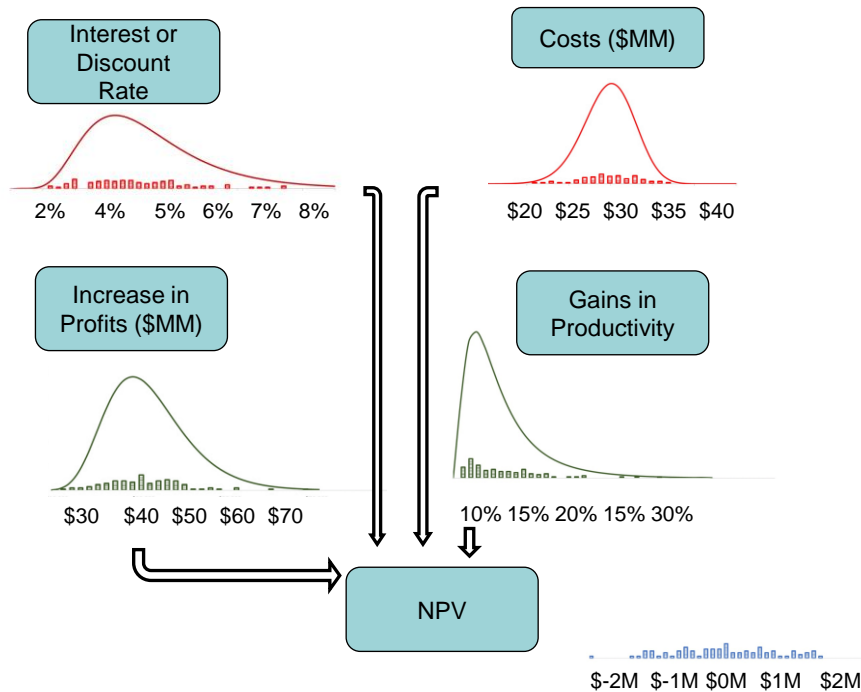 Interest or
Discount
Rate
Costs ($MM)
2% 4% 5% 6% 7% 8%
$20 $25 $30 $35 $40
Increase in
Profits ($MM)
Gains in
Productivity
$30 $40 $50 $60 $70
10% 15% 20% 15% 30%
NPV
$-2M $-1M $0M $1M $2M